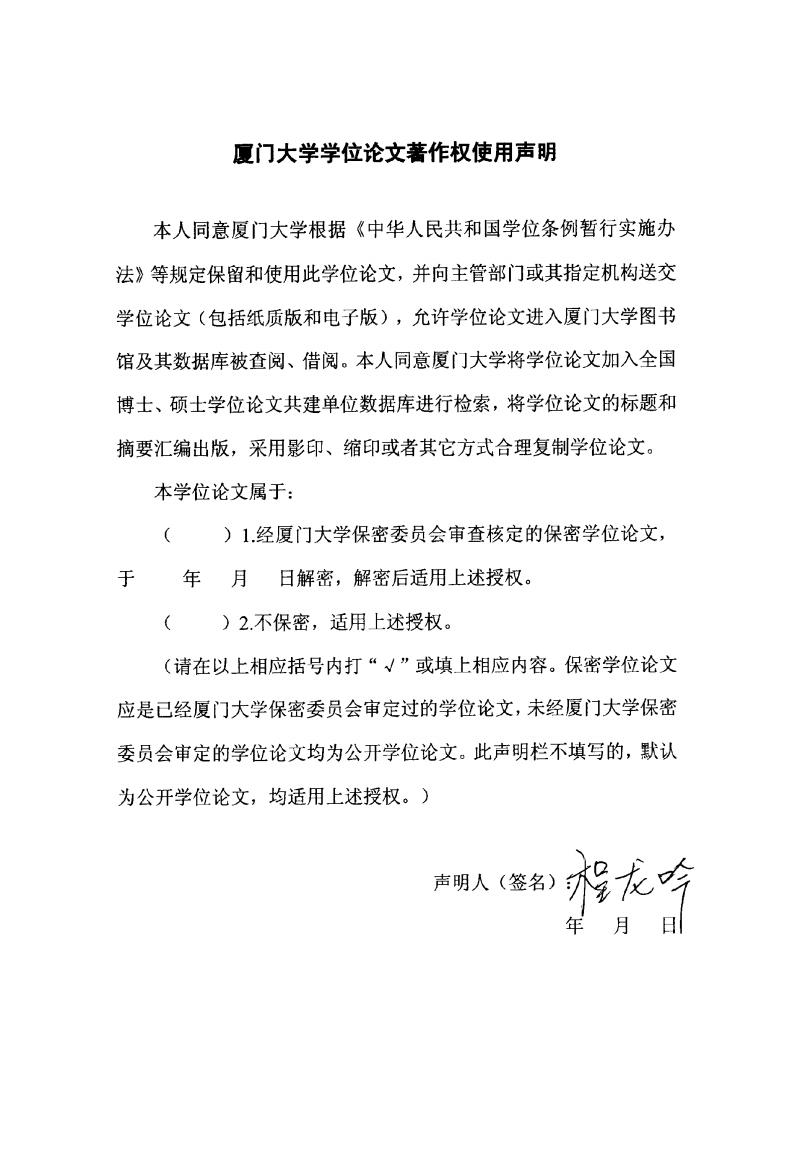 厦门大学学位论文著作权使用声明
本人同意厦门大学根据《中华人民共和国学位条例暂行实施办
法》等规定保留和使用此学位论文，并向主管部门或其指定机构送交
学位论文（包括纸质版和电子版），允许学位论文进入厦门大学图书
馆及其数据库被查阅、借阅。本人同意厦门大学将学位论文加入全国
博士、硕士学位论文共建单位数据库进行检索，将学位论文的标题和
摘要汇编出版，采用影印、缩印或者其它方式合理复制学位论文。
本学位论文属于：
（　　）1.经厦门大学保密委员会审查核定的保密学位论文，
于　　年　月　日解密，解密后适用上述授权。
（　　）2.不保密，适用上述授权。
（请在以上相应括号内打“√”或填上相应内容。保密学位论文
应是已经厦门大学保密委员会审定过的学位论文，未经厦门大学保密
委员会审定的学位论文均为公开学位论文。此声明栏不填写的，默认
为公开学位论文，均适用上述授权。）
声明人（签名）：程龙吟
年　月　日